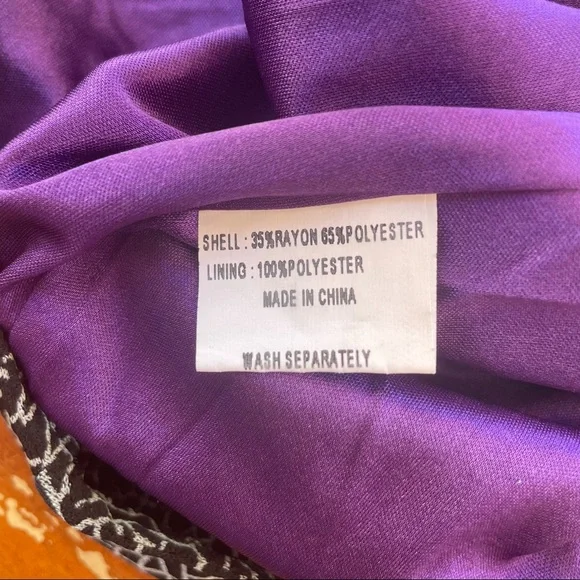 SHELL : 35%RAYON 65%POLYESTER
LINING : 100%POLYESTER
MADE IN CHINA
WASH SEPARATELY